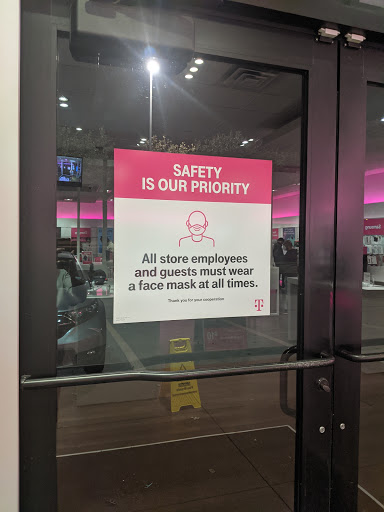 SAFETY
IS OUR PRIORITY
All store employees
and guests must wear
a face mask at all times.
Thank you for your cooperation
T